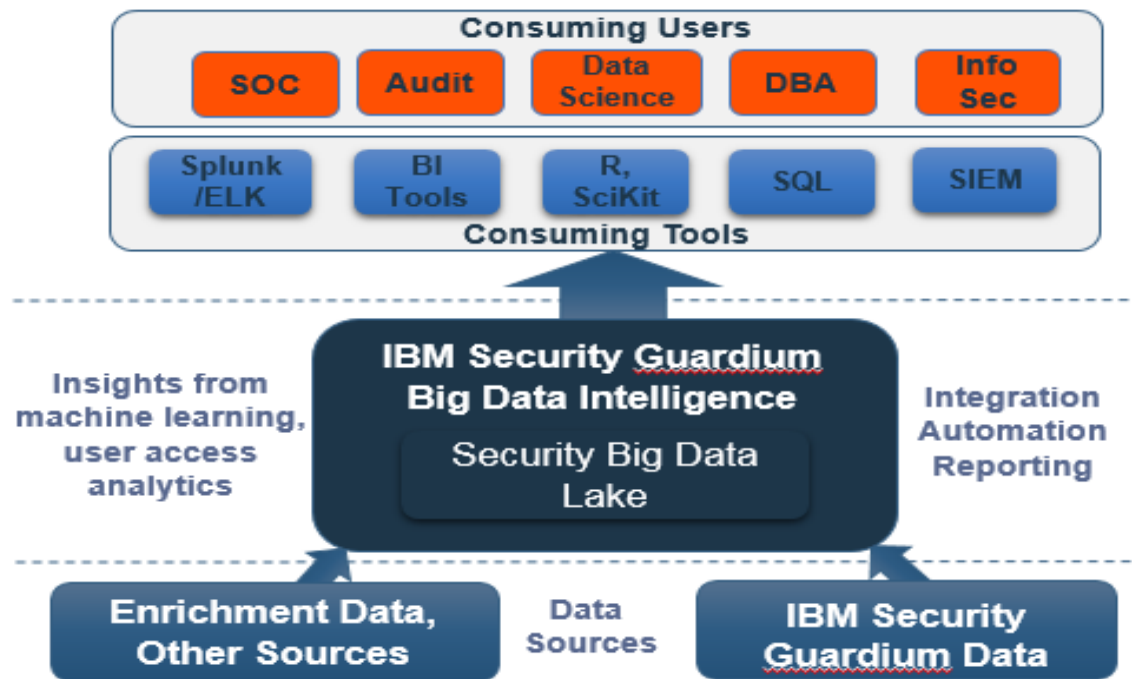 Consuming Users
SOC
Audit
Data
Science
DBA
Info
Sec
Splunk
/ELK
BI
Tools
R,
SciKit
SQL
SIEM
Consuming Tools
Insights from
machine learning,
user access
analytics
IBM Security Guardium
Big Data Intelligence
Security Big Data
Lake
Integration
Automation
Reporting
Enrichment Data,
Other Sources
Data
Sources
IBM Security
Guardium Data